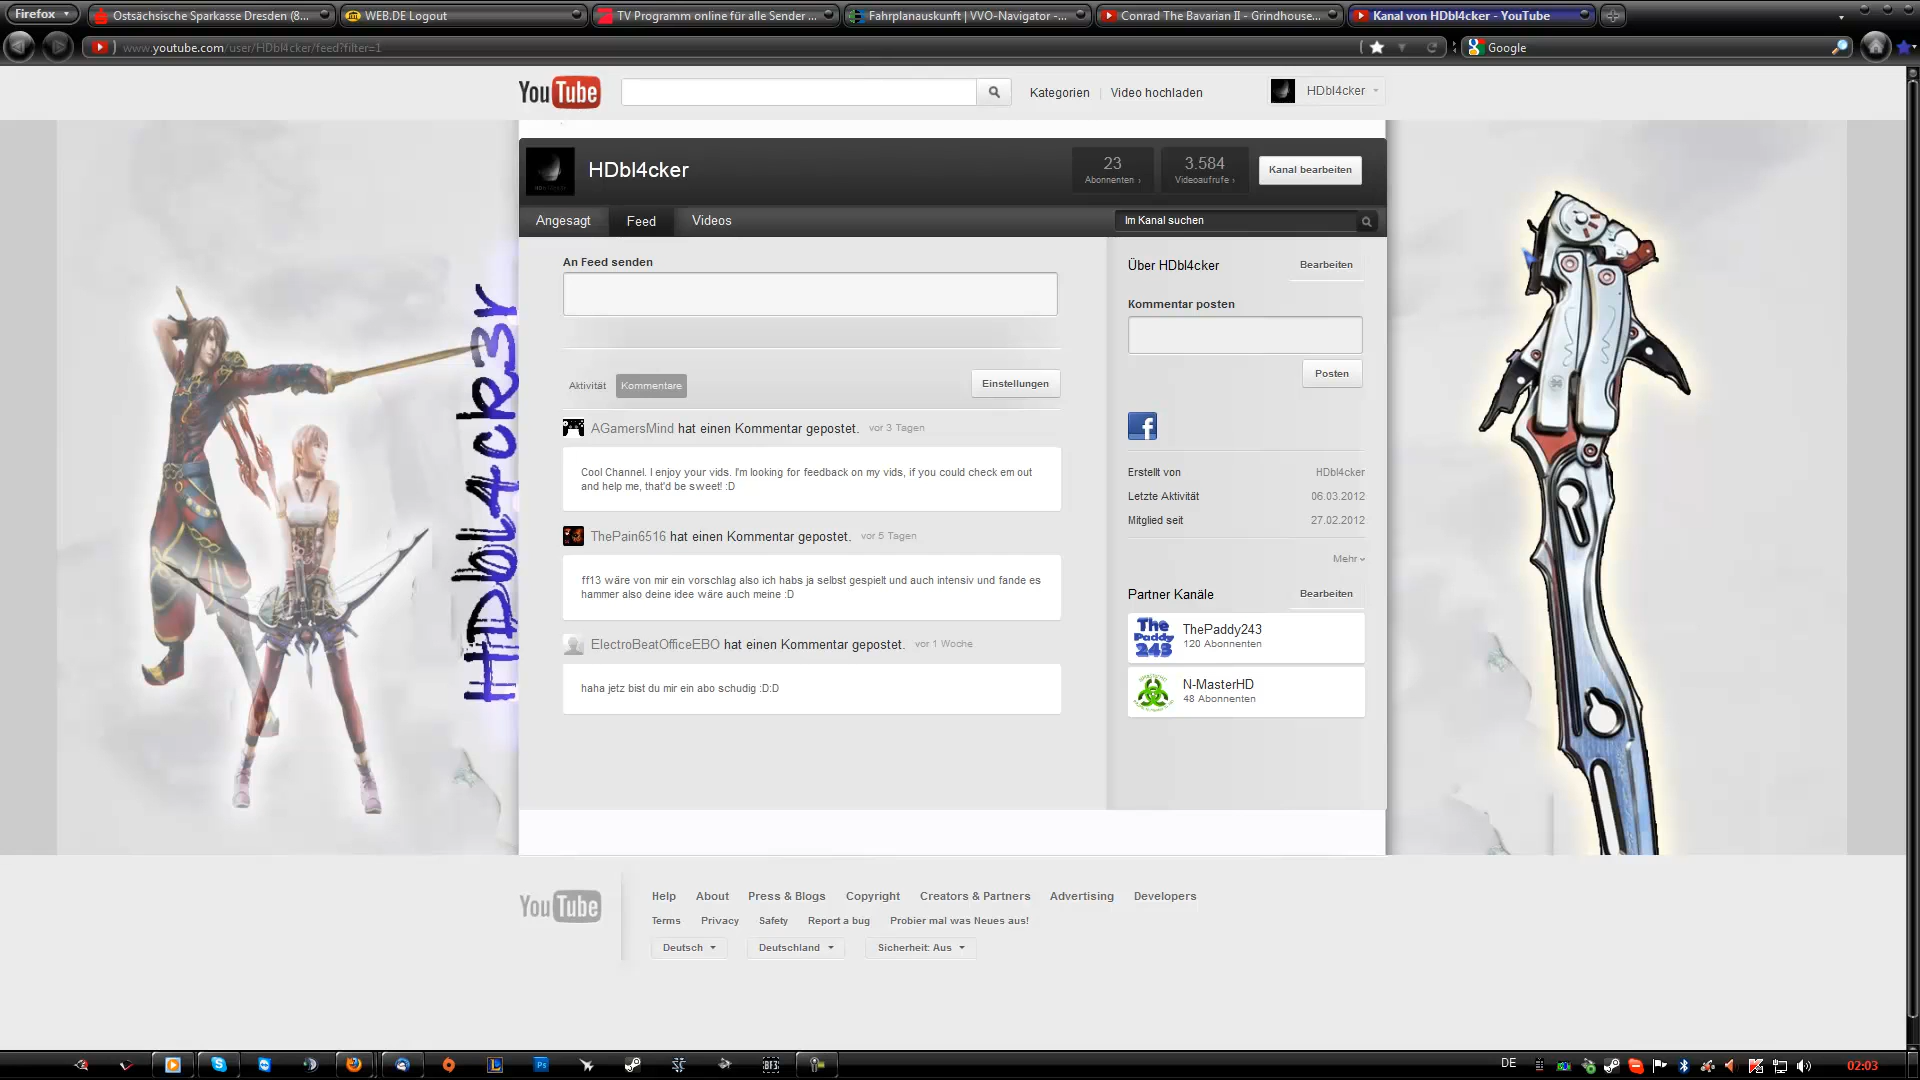 Firefox
Ostsächsische Sparkasse Dresden (8...
WEB.DE Logout
TV Programm online für alle Sender ...
Fahrplanauskunft | VVO-Navigator -...
Conrad The Bavarian II - Grindhouse...
Kanal von HDbl4cker - YouTube
www.youtube.com/user/HDbl4cker/feed?filter=1
Google
YouTube
Kategorien
Video hochladen
HDbl4cker
HDbl4cker
23
Abonnenten ›
3.584
Videoaufrufe ›
Kanal bearbeiten
Angesagt
Feed
Videos
Im Kanal suchen
An Feed senden
Aktivität
Kommentare
Einstellungen
AGamersMind hat einen Kommentar gepostet. vor 3 Tagen
Cool Channel. I enjoy your vids. I'm looking for feedback on my vids, if you could check em out
and help me, that'd be sweet! :D
ThePain6516 hat einen Kommentar gepostet. vor 5 Tagen
ff13 wäre von mir ein vorschlag also ich habs ja selbst gespielt und auch intensiv und fande es
hammer also deine idee wäre auch meine :D
ElectroBeatOfficeEBO hat einen Kommentar gepostet. vor 1 Woche
haha jetz bist du mir ein abo schudig :D:D
Über HDbl4cker
Bearbeiten
Kommentar posten
Posten
f
Erstellt von HDbl4cker
Letzte Aktivität 06.03.2012
Mitglied seit 27.02.2012
Mehr
Partner Kanäle
Bearbeiten
The
Paddy
243
ThePaddy243
120 Abonnenten
N-MasterHD
48 Abonnenten
HDbl4ck3r
YouTube
Help About Press & Blogs Copyright Creators & Partners Advertising Developers
Terms Privacy Safety Report a bug Probier mal was Neues aus!
Deutsch
Deutschland
Sicherheit: Aus
Ps
BF3
DE
02:03